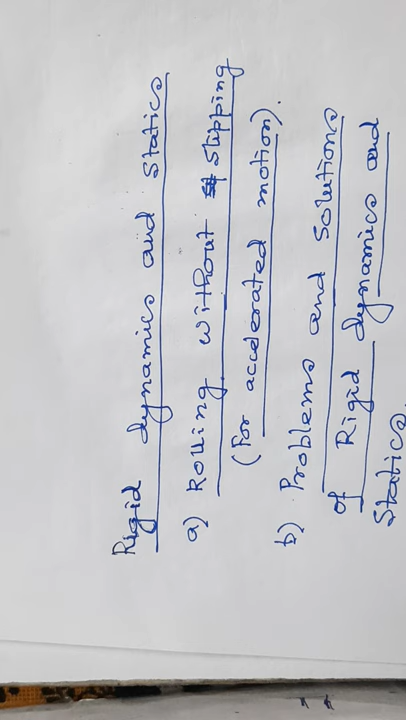 Rigid dynamics and Statics
a) Rolling without Slipping
(For accelerated motion).
b) Problems and Solutions
of Rigid dynamics and
Statics.